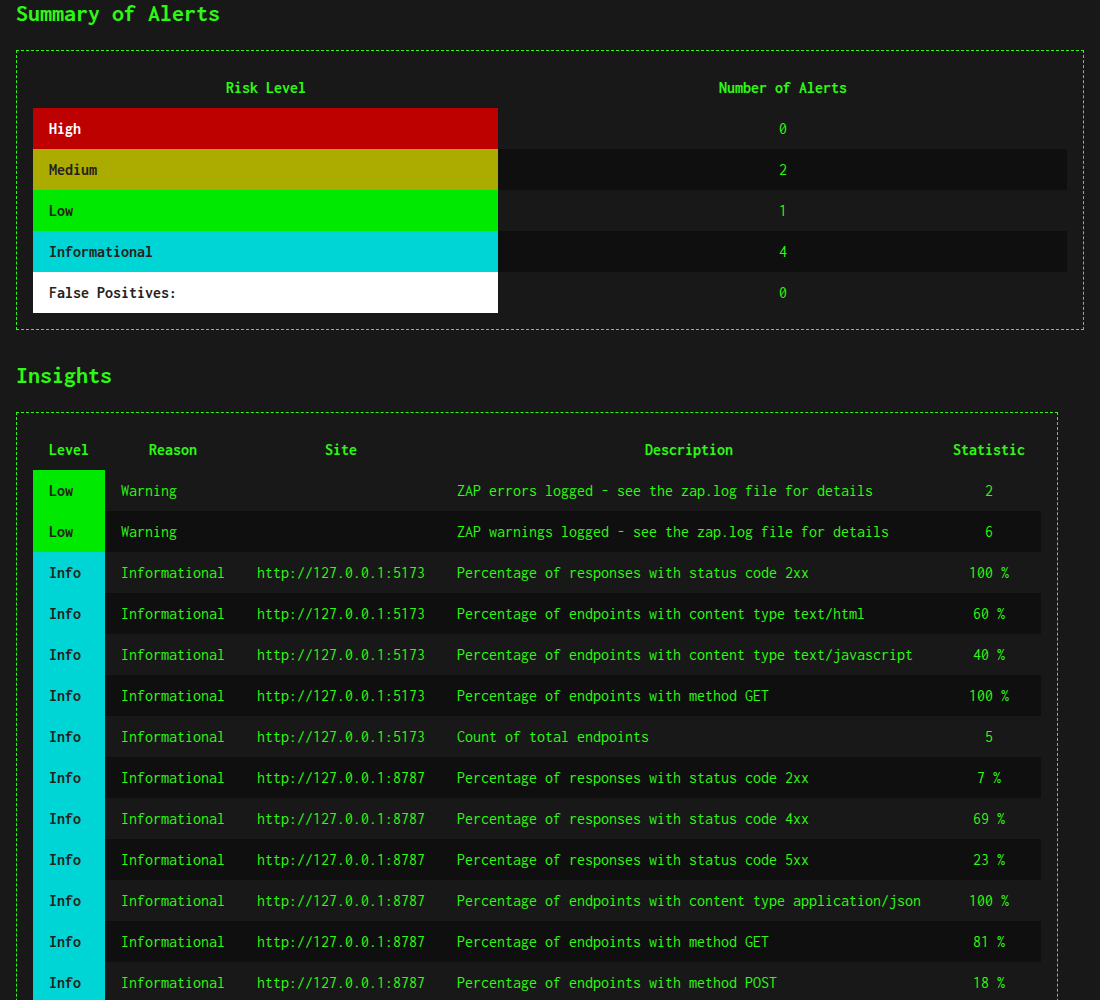 Summary of Alerts
Risk Level Number of Alerts
High 0
Medium 2
Low 1
Informational 4
False Positives: 0
Insights
Level Reason Site Description Statistic
Low Warning ZAP errors logged - see the zap.log file for details 2
Low Warning ZAP warnings logged - see the zap.log file for details 6
Info Informational http://127.0.0.1:5173 Percentage of responses with status code 2xx 100 %
Info Informational http://127.0.0.1:5173 Percentage of endpoints with content type text/html 60 %
Info Informational http://127.0.0.1:5173 Percentage of endpoints with content type text/javascript 40 %
Info Informational http://127.0.0.1:5173 Percentage of endpoints with method GET 100 %
Info Informational http://127.0.0.1:5173 Count of total endpoints 5
Info Informational http://127.0.0.1:8787 Percentage of responses with status code 2xx 7 %
Info Informational http://127.0.0.1:8787 Percentage of responses with status code 4xx 69 %
Info Informational http://127.0.0.1:8787 Percentage of responses with status code 5xx 23 %
Info Informational http://127.0.0.1:8787 Percentage of endpoints with content type application/json 100 %
Info Informational http://127.0.0.1:8787 Percentage of endpoints with method GET 81 %
Info Informational http://127.0.0.1:8787 Percentage of endpoints with method POST 18 %